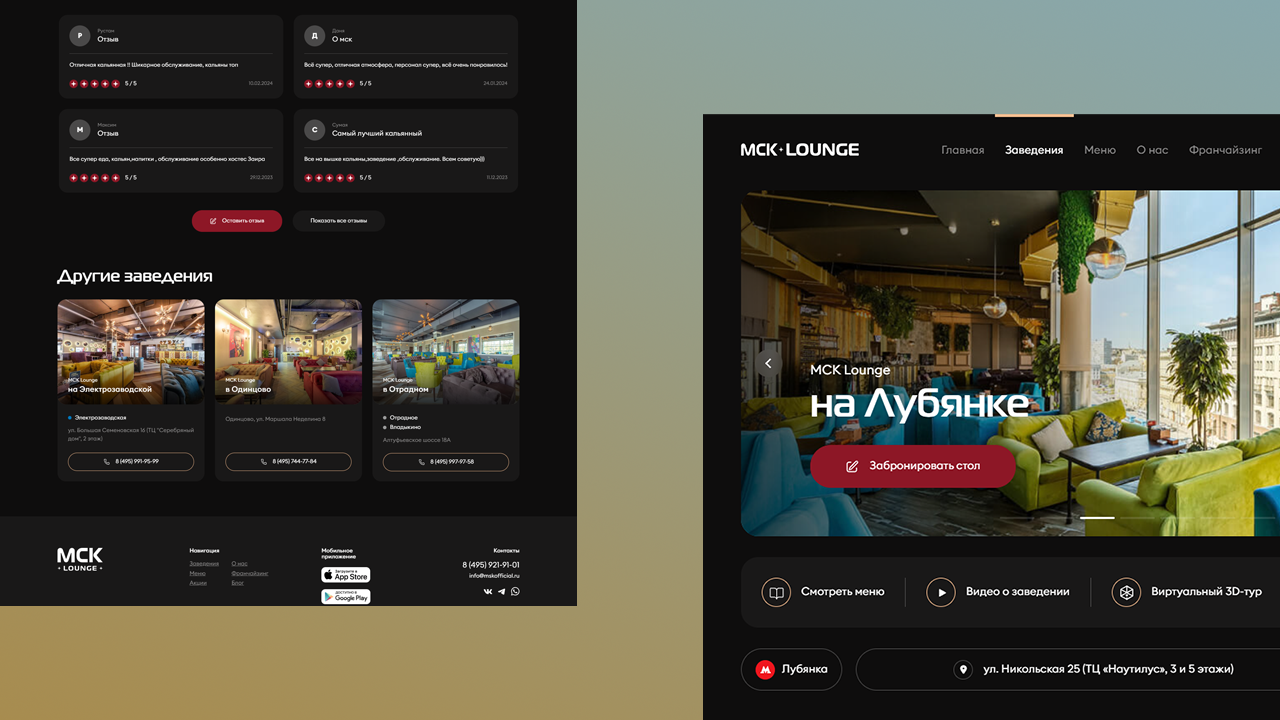 Р
Рустам
Отзыв
Отличная кальянная !! Шикарное обслуживание, кальяны топ
5 / 5
10.02.2024
Д
Даня
О мск
Всё супер, отличная атмосфера, персонал супер, всё очень понравилось!
5 / 5
24.01.2024
М
Максим
Отзыв
Все супер еда, кальян,напитки , обслуживание особенно хостес Заира
5 / 5
29.12.2023
С
Сумая
Самый лучший кальянный
Все на вышке кальяны,заведение ,обслуживание. Всем советую)))
5 / 5
11.12.2023
Оставить отзыв
Показать все отзывы
Другие заведения
МСК Lounge
на Электрозаводской
Электрозаводская
ул. Большая Семеновская 16 (ТЦ "Серебряный
дом", 2 этаж)
8 (495) 991-95-99
МСК Lounge
в Одинцово
Одинцово, ул. Маршала Неделина 8
8 (495) 744-77-84
МСК Lounge
в Отрадном
Отрадное
Владыкино
Алтуфьевское шоссе 18А
8 (495) 997-97-58
МСК
LOUNGE
Навигация
Заведения
Меню
Акции
О нас
Франчайзинг
Блог
Мобильное
приложение
Загрузите в
App Store
ДОСТУПНО В
Google Play
Контакты
8 (495) 921-91-01
info@mskofficial.ru
МСК LOUNGE
Главная
Заведения
Меню
О нас
Франчайзинг
МСК Lounge
на Лубянке
Забронировать стол
Смотреть меню
Видео о заведении
Виртуальный 3D-тур
Лубянка
ул. Никольская 25 (ТЦ «Наутилус», 3 и 5 этажи)